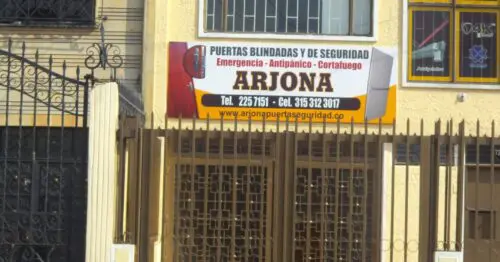 PUERTAS BLINDADAS Y DE SEGURIDAD
Emergencia - Antipánico - Cortafuego
ARJONA
Tel. 225 7151 - Cel. 315 312 3017
www.arjonapuertaseguridad.co